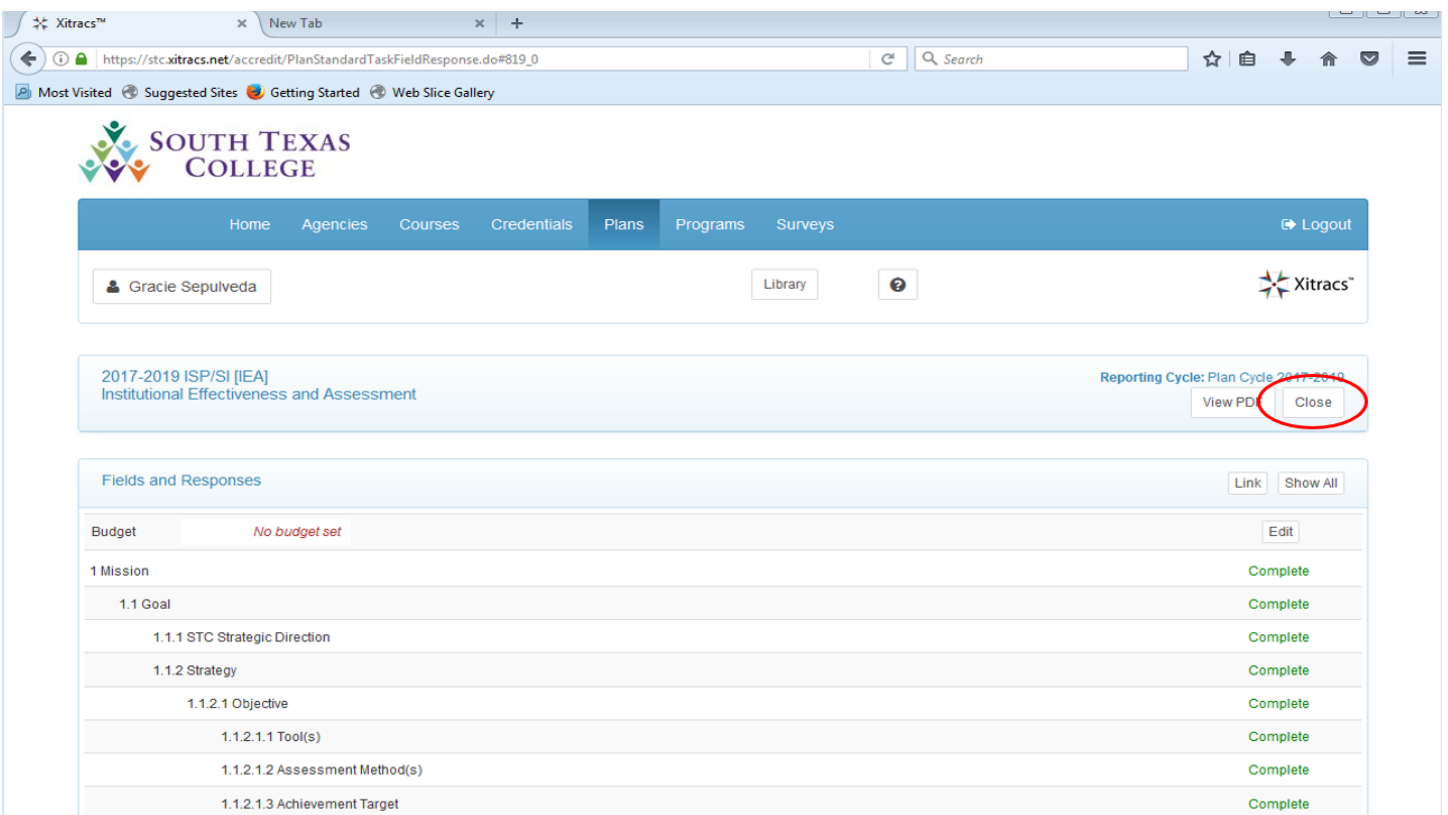 Xitracs™ × New Tab × +
https://stc.xitracs.net/accredit/PlanStandardTaskFieldResponse.do#819_0 Search
Most Visited Suggested Sites Getting Started Web Slice Gallery
SOUTH TEXAS
COLLEGE
Home Agencies Courses Credentials Plans Programs Surveys Logout
Gracie Sepulveda Library Xitracs™
2017-2019 ISP/SI [IEA] Reporting Cycle: Plan Cycle 2017-2019
Institutional Effectiveness and Assessment View PDF Close
Fields and Responses Link Show All
Budget No budget set Edit
1 Mission Complete
1.1 Goal Complete
1.1.1 STC Strategic Direction Complete
1.1.2 Strategy Complete
1.1.2.1 Objective Complete
1.1.2.1.1 Tool(s) Complete
1.1.2.1.2 Assessment Method(s) Complete
1.1.2.1.3 Achievement Target Complete